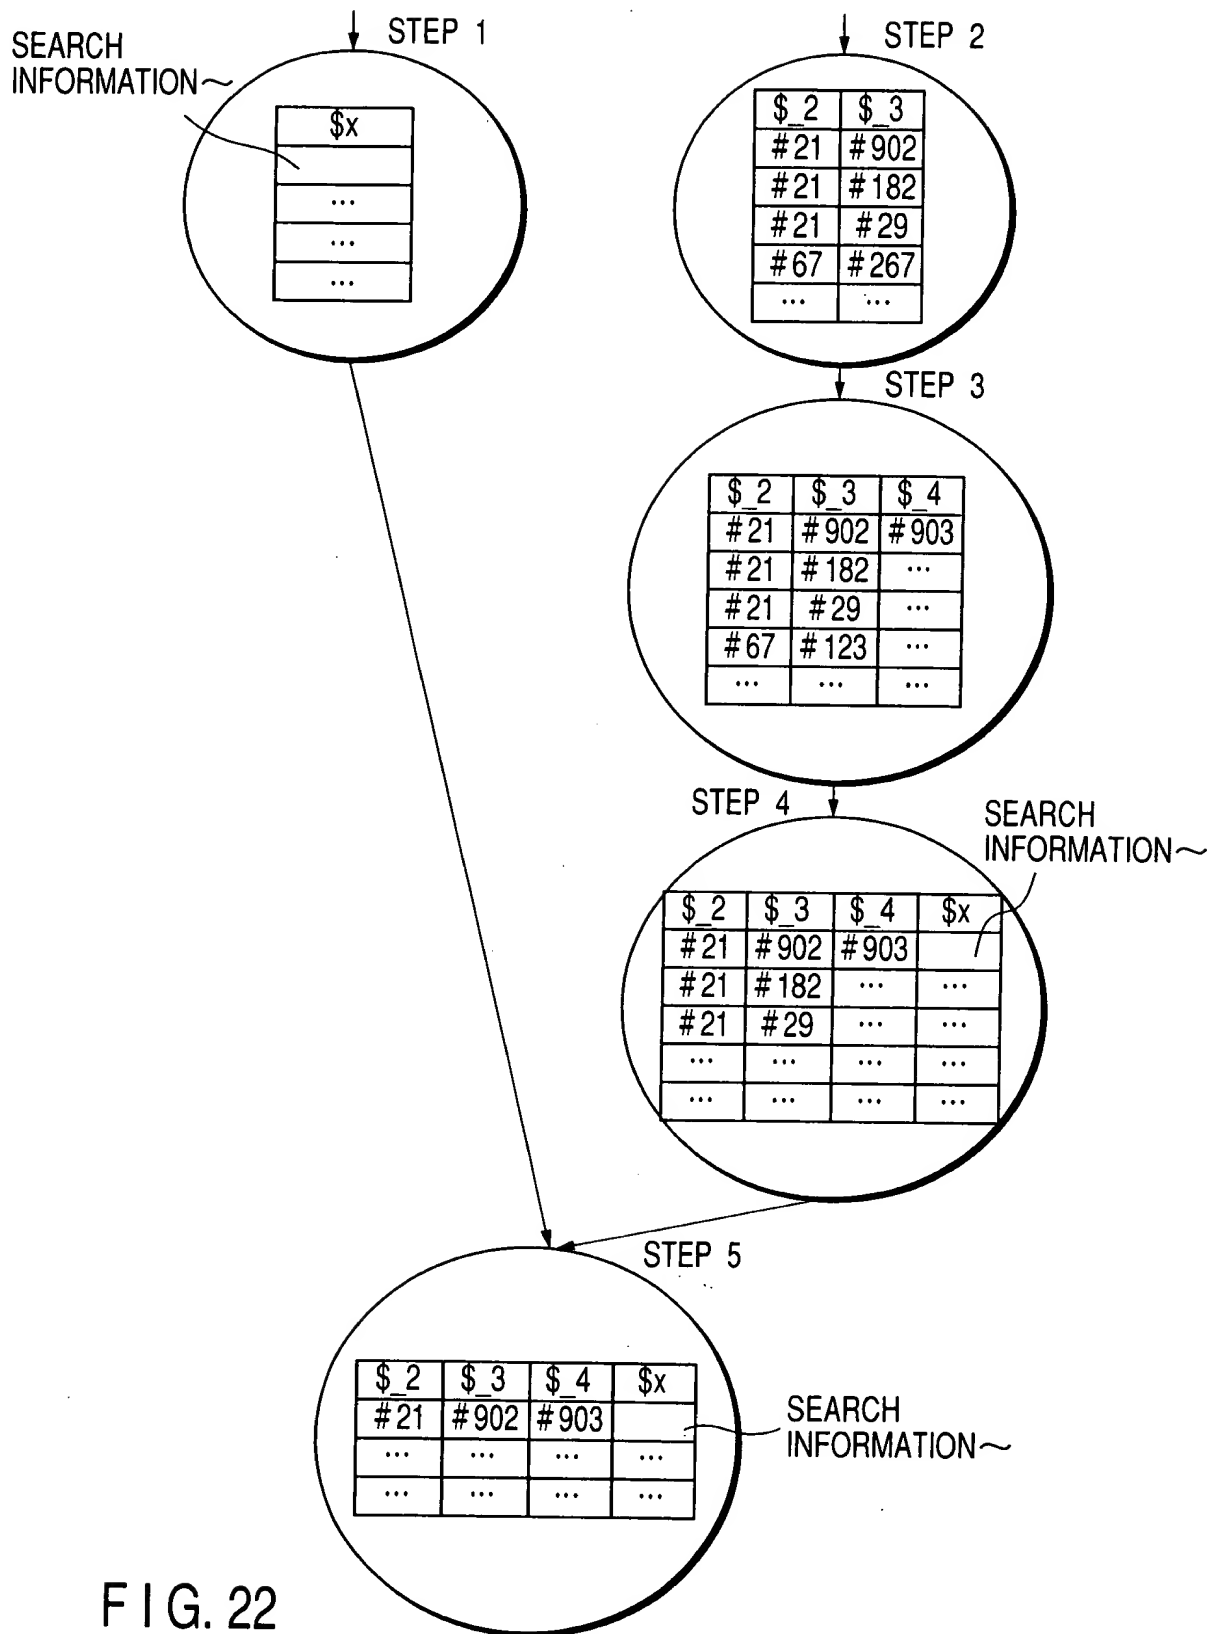 STEP 1
SEARCH
INFORMATION~
$x
...
...
...
STEP 2
$_2 $_3
#21 #902
#21 #182
#21 #29
#67 #267
... ...
STEP 3
$_2 $_3 $_4
#21 #902 #903
#21 #182 ...
#21 #29 ...
#67 #123 ...
... ... ...
STEP 4
SEARCH
INFORMATION~
$_2 $_3 $_4 $x
#21 #902 #903
#21 #182 ... ...
#21 #29 ... ...
... ... ... ...
... ... ... ...
STEP 5
$_2 $_3 $_4 $x
#21 #902 #903
... ... ... ...
... ... ... ...
SEARCH
INFORMATION~
FIG. 22